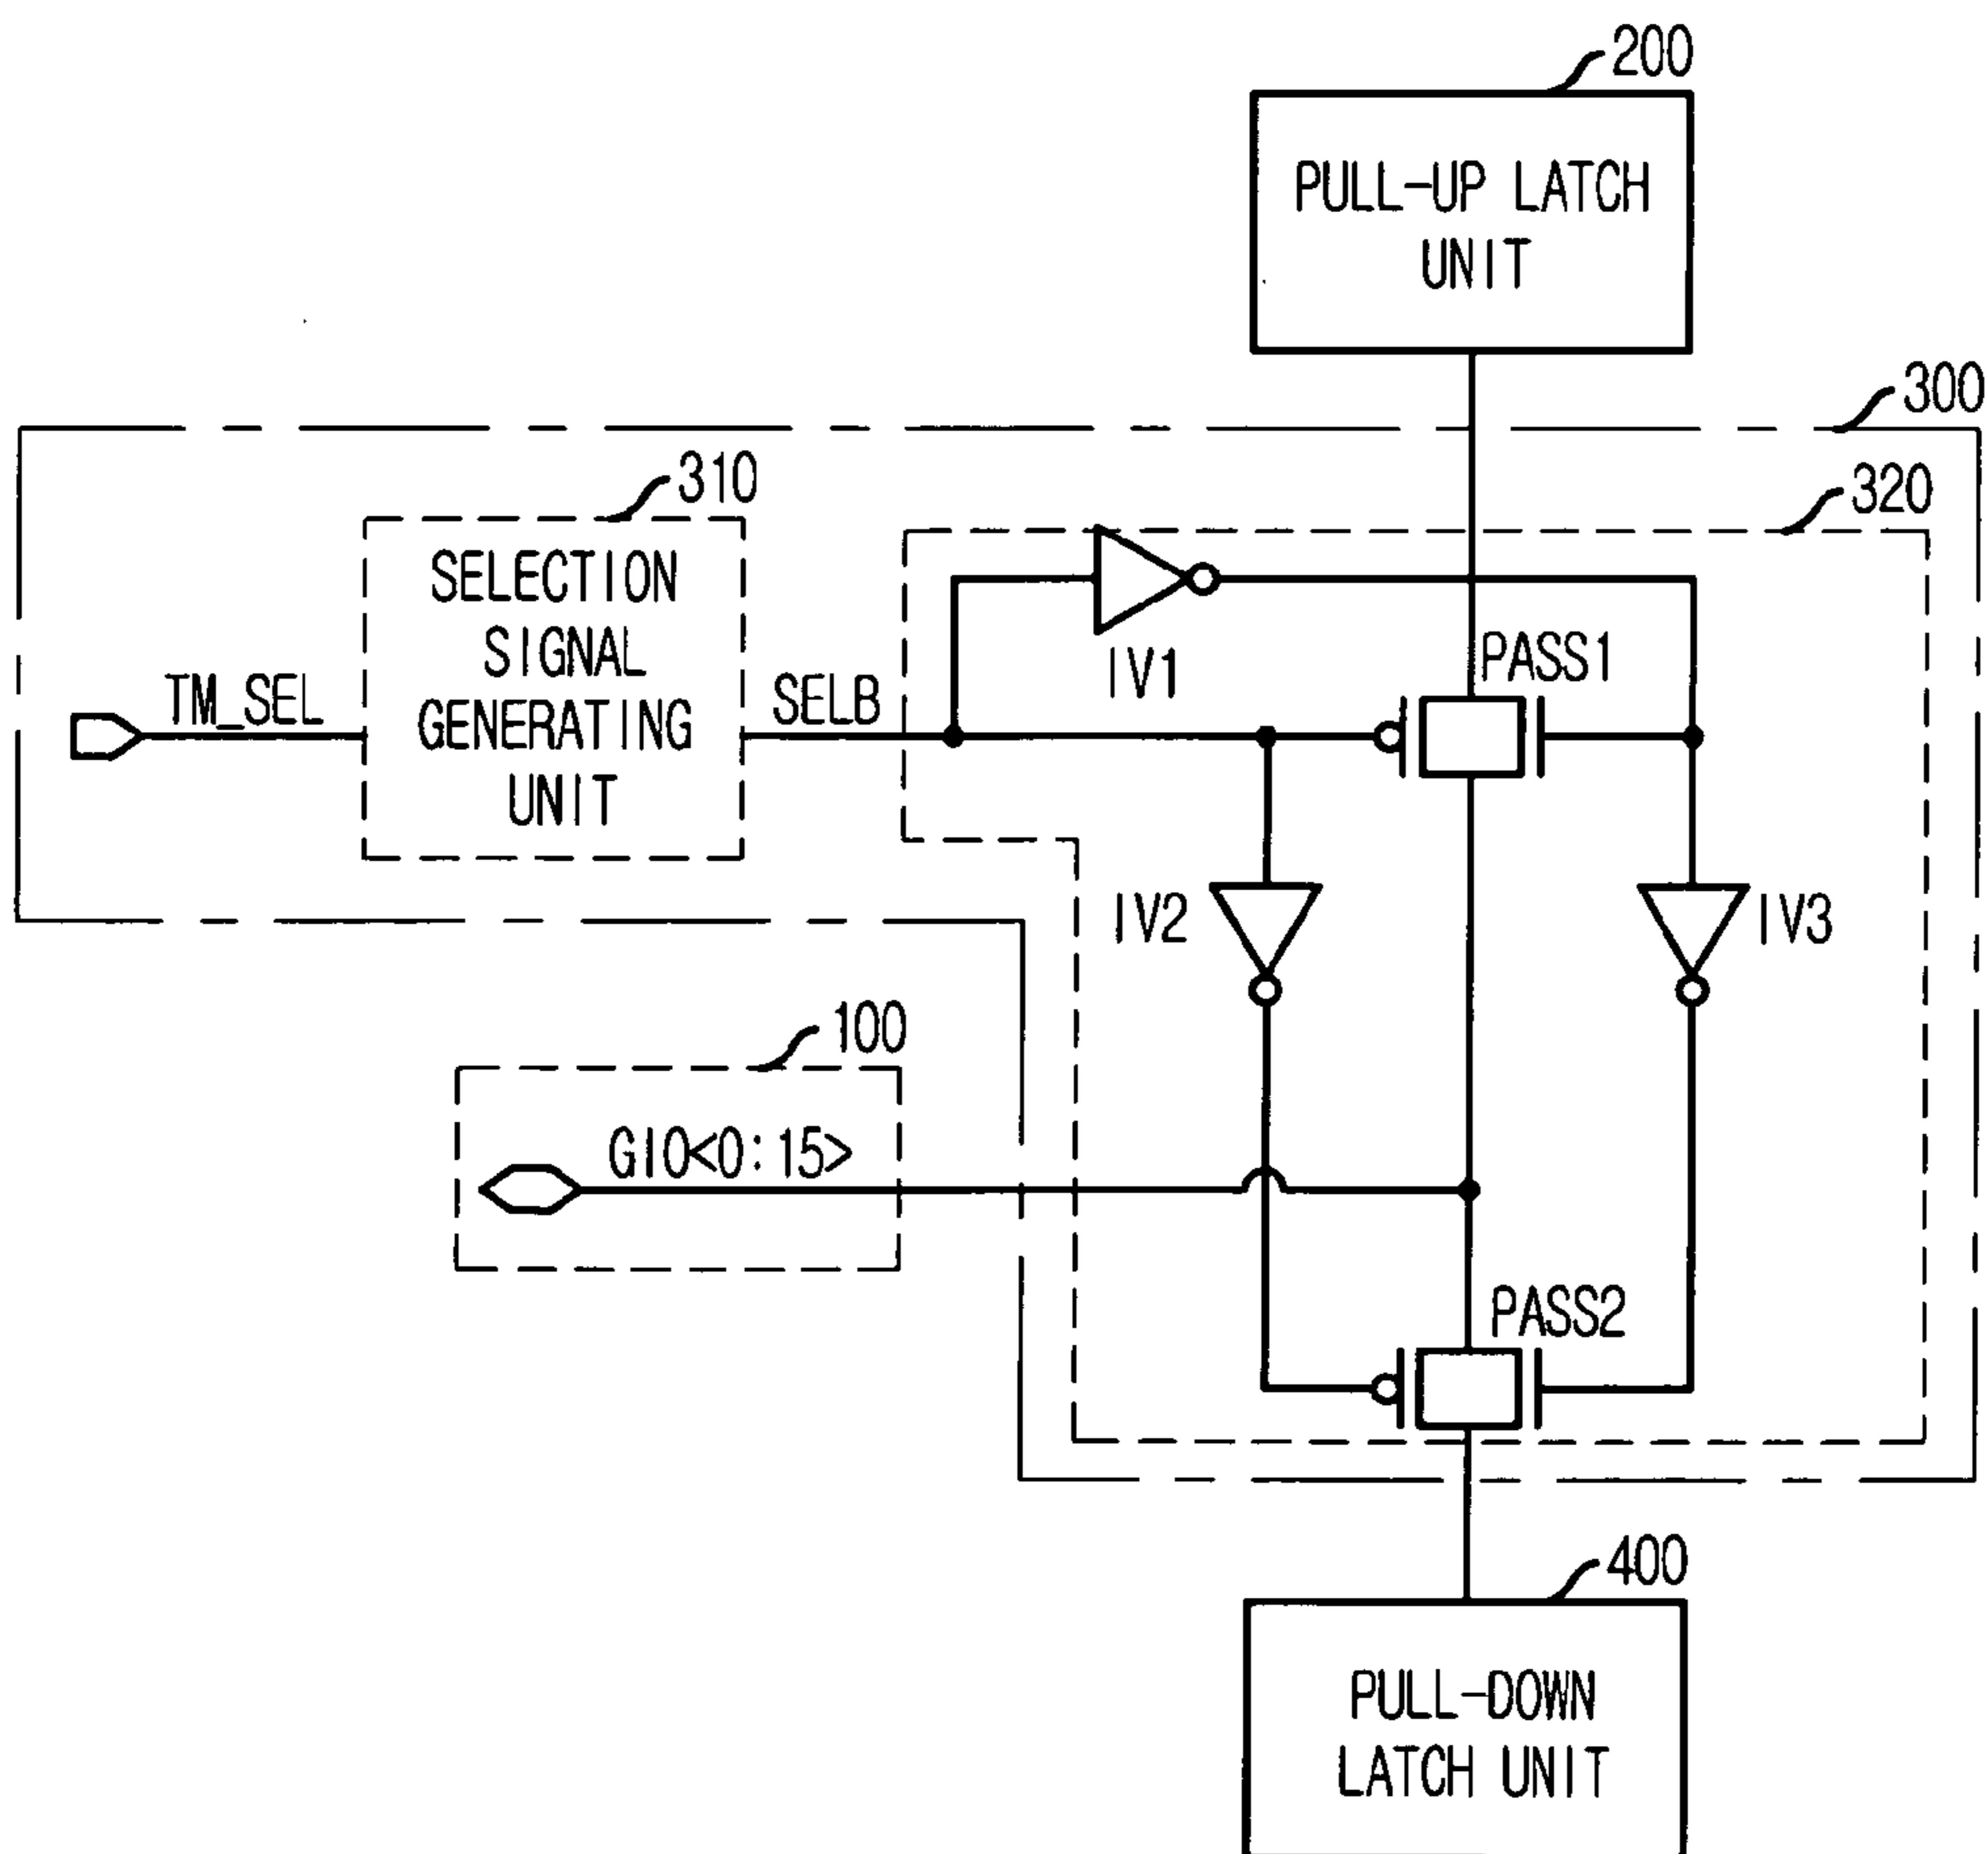 200
PULL-UP LATCH
UNIT
300
310
320
SELECTION
SIGNAL
GENERATING
UNIT
TM_SEL
SELB
IV1
PASS1
IV2
IV3
100
GIO<0:15>
PASS2
400
PULL-DOWN
LATCH UNIT